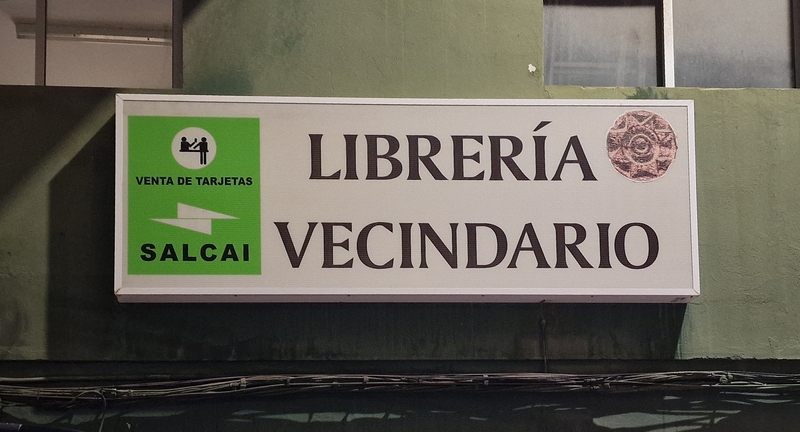 VENTA DE TARJETAS
SALCAI
LIBRERÍA
VECINDARIO